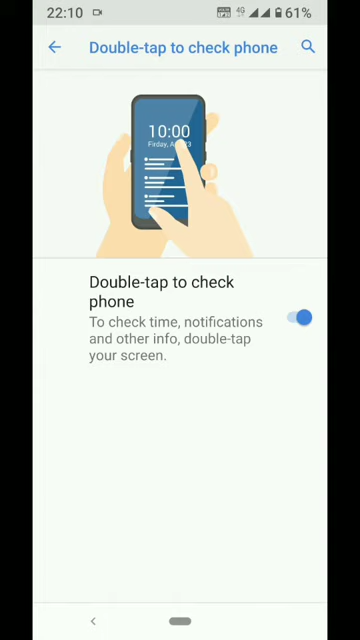 22:10 4G 61%
Double-tap to check phone
10:00
Double-tap to check
phone
To check time, notifications
and other info, double-tap
your screen.